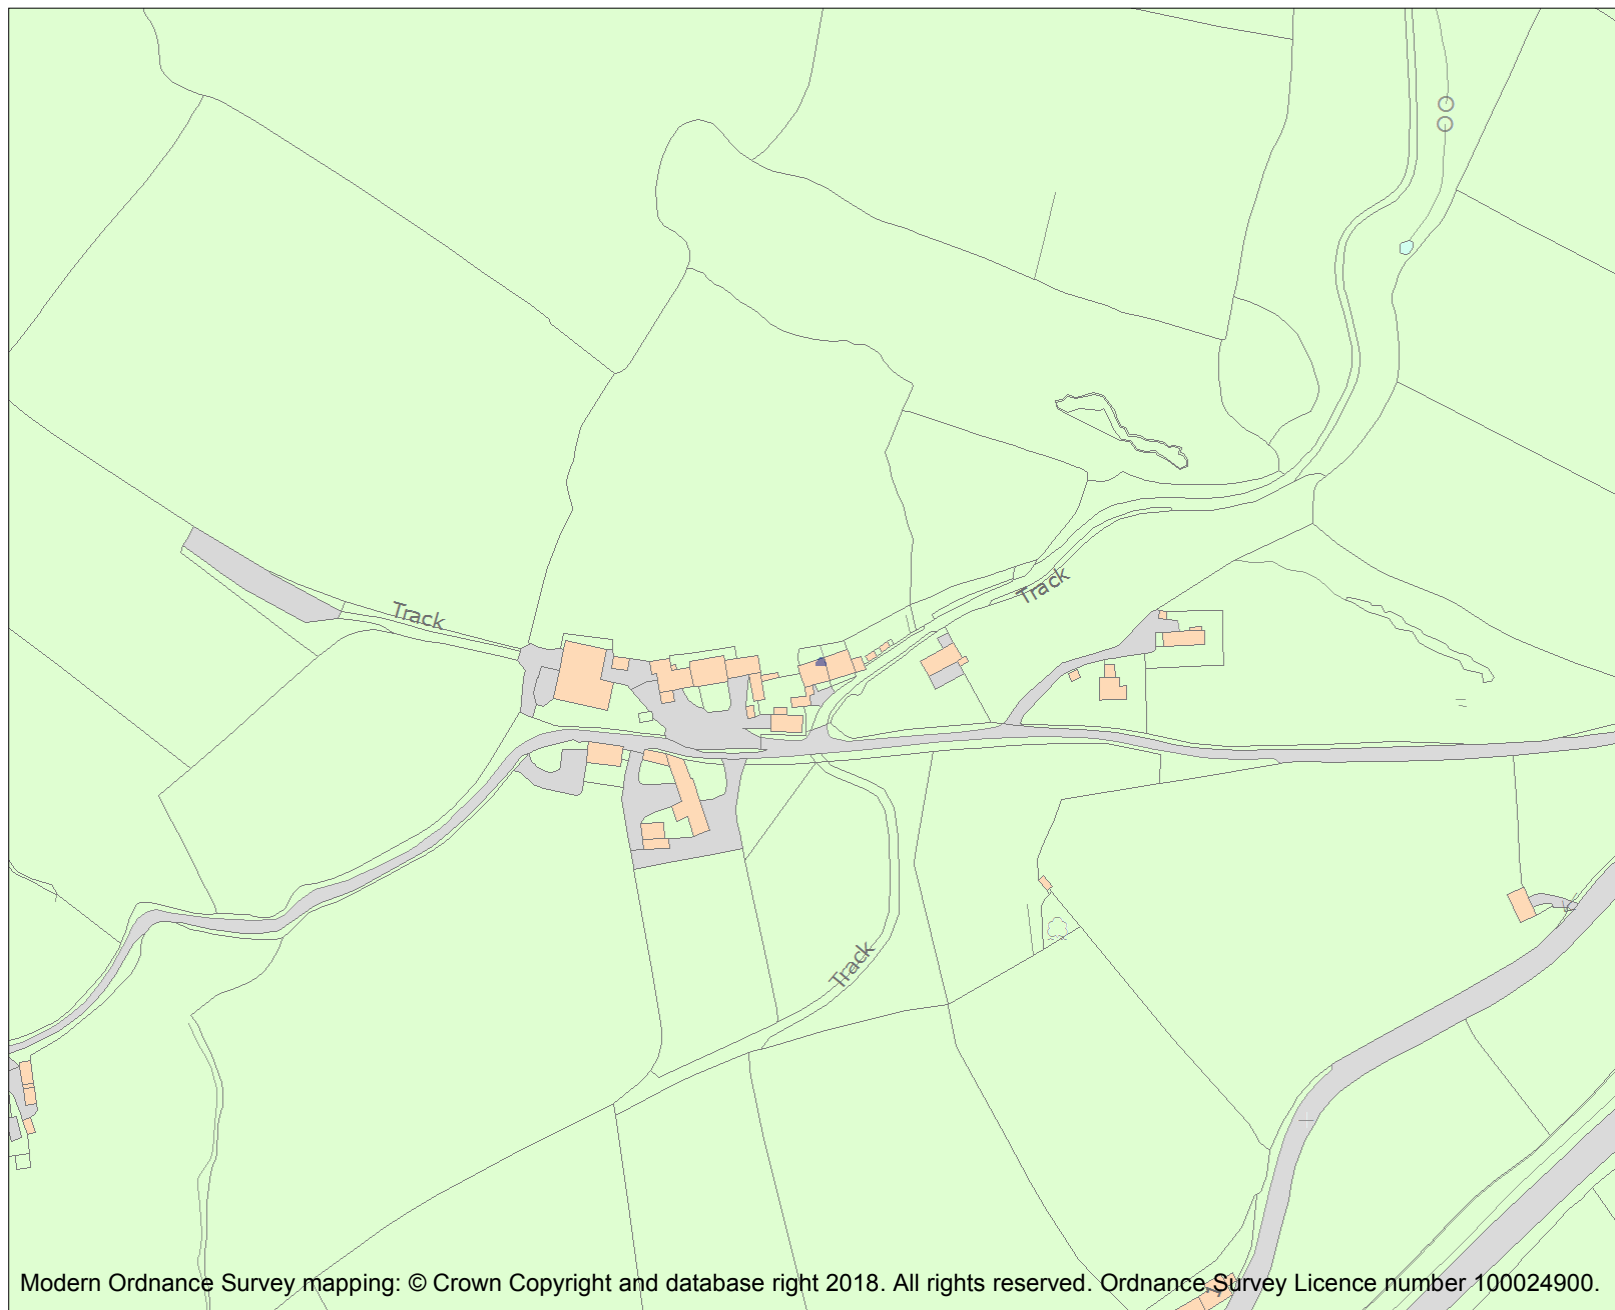 Track
Track
Track
Modern Ordnance Survey mapping: © Crown Copyright and database right 2018. All rights reserved. Ordnance Survey Licence number 100024900.